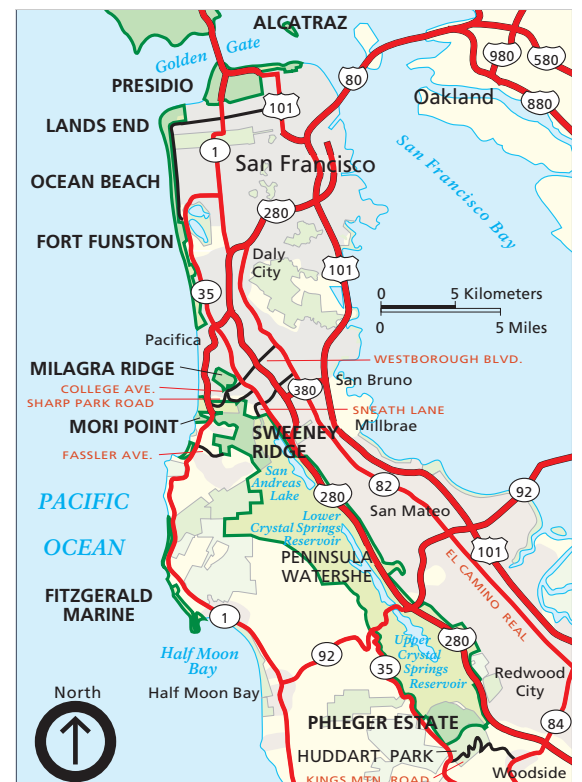 ALCATRAZ
Golden Gate
PRESIDIO
80
980
580
Oakland
880
LANDS END
101
1
San Francisco
San Francisco Bay
OCEAN BEACH
280
FORT FUNSTON
Daly
City
101
35
0 5 Kilometers
0 5 Miles
Pacifica
WESTBOROUGH BLVD.
MILAGRA RIDGE
San Bruno
COLLEGE AVE.
380
SHARP PARK ROAD
SNEATH LANE
MORI POINT
Millbrae
SWEENEY
RIDGE
FASSLER AVE.
San
Andreas
Lake
280
82
92
PACIFIC
OCEAN
Lower
Crystal Springs
Reservoir
San Mateo
101
PENINSULA
WATERSHE
EL CAMINO REAL
FITZGERALD
MARINE
1
Half Moon
Bay
92
35
Upper
Crystal
Springs
Reservoir
280
Redwood
City
North
Half Moon Bay
84
PHLEGER ESTATE
HUDDART PARK
Woodside
KINGS MTN. ROAD